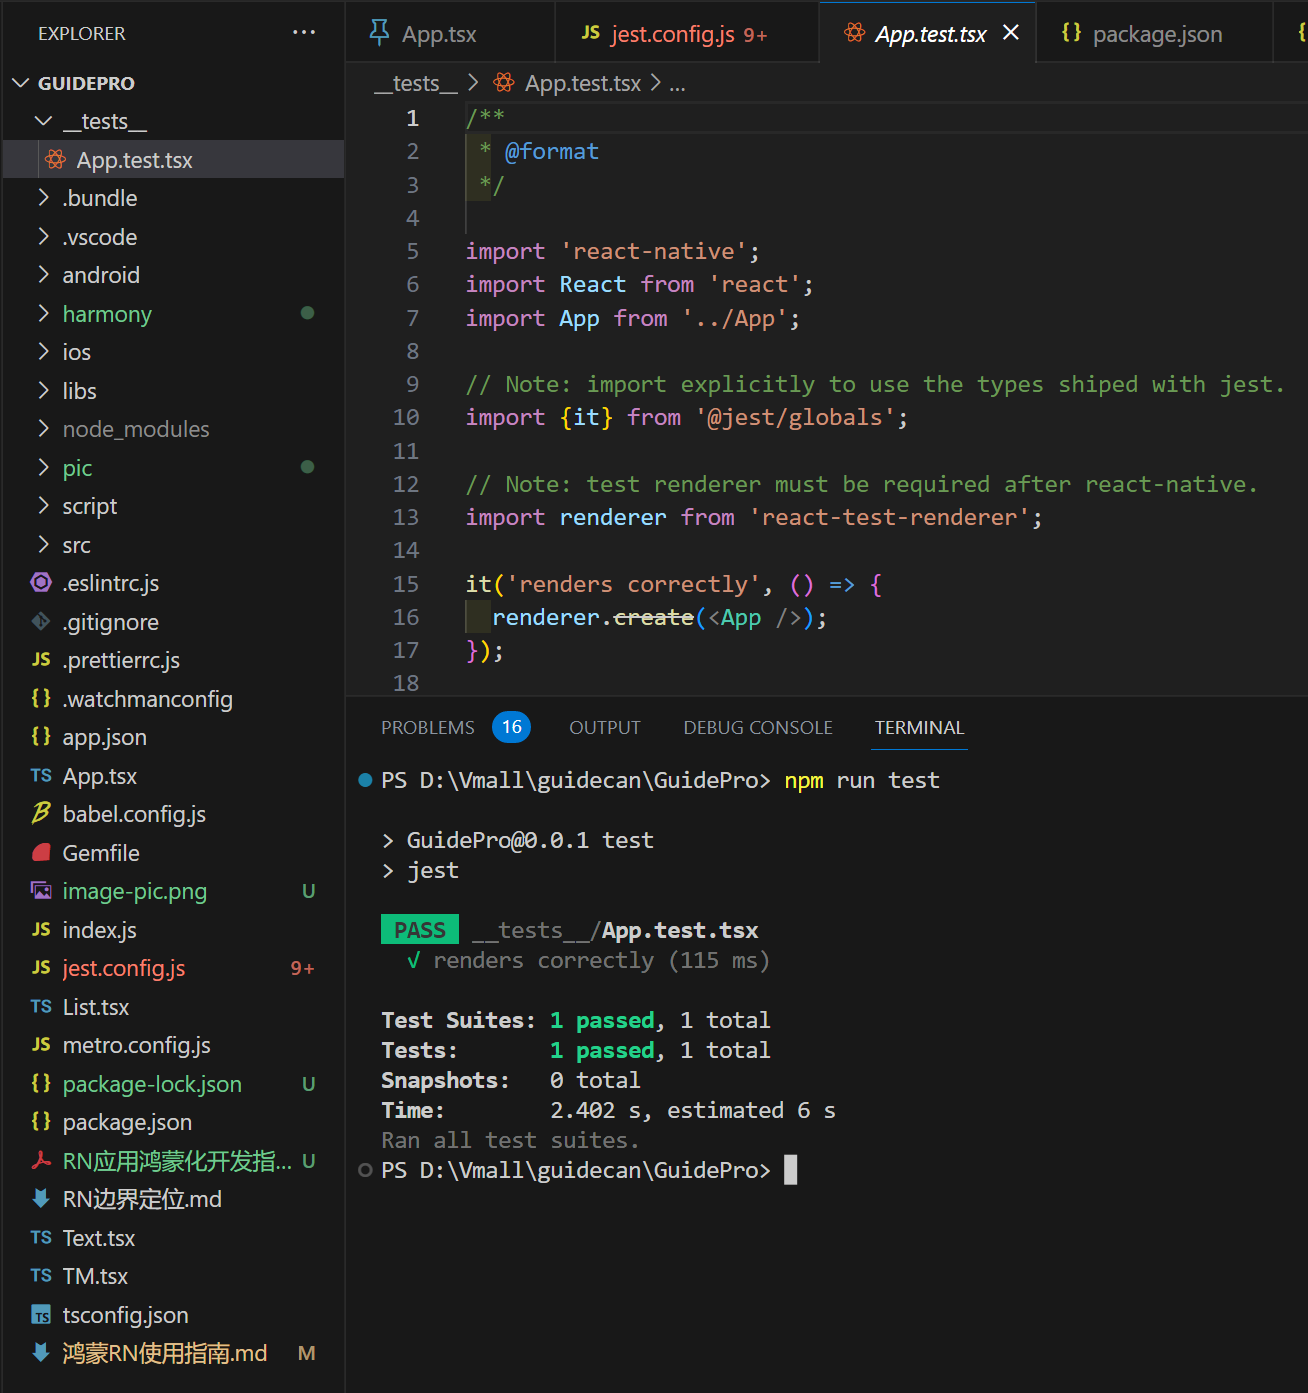 EXPLORER
GUIDEPRO
__tests__
App.test.tsx
.bundle
.vscode
android
harmony
ios
libs
node_modules
pic
script
src
.eslintrc.js
.gitignore
.prettierrc.js
.watchmanconfig
app.json
App.tsx
babel.config.js
Gemfile
image-pic.png U
index.js
jest.config.js 9+
List.tsx
metro.config.js
package-lock.json U
package.json
RN应用鸿蒙化开发指... U
RN边界定位.md
Text.tsx
TM.tsx
tsconfig.json
鸿蒙RN使用指南.md M
App.tsx
JS jest.config.js 9+
App.test.tsx
{} package.json
__tests__ > App.test.tsx > ...
1 /**
2 * @format
3 */
4
5 import 'react-native';
6 import React from 'react';
7 import App from '../App';
8
9 // Note: import explicitly to use the types shiped with jest.
10 import {it} from '@jest/globals';
11
12 // Note: test renderer must be required after react-native.
13 import renderer from 'react-test-renderer';
14
15 it('renders correctly', () => {
16 renderer.create(<App />);
17 });
18
PROBLEMS 16 OUTPUT DEBUG CONSOLE TERMINAL
PS D:\Vmall\guidecan\GuidePro> npm run test
> GuidePro@0.0.1 test
> jest
PASS __tests__/App.test.tsx
√ renders correctly (115 ms)
Test Suites: 1 passed, 1 total
Tests: 1 passed, 1 total
Snapshots: 0 total
Time: 2.402 s, estimated 6 s
Ran all test suites.
PS D:\Vmall\guidecan\GuidePro>